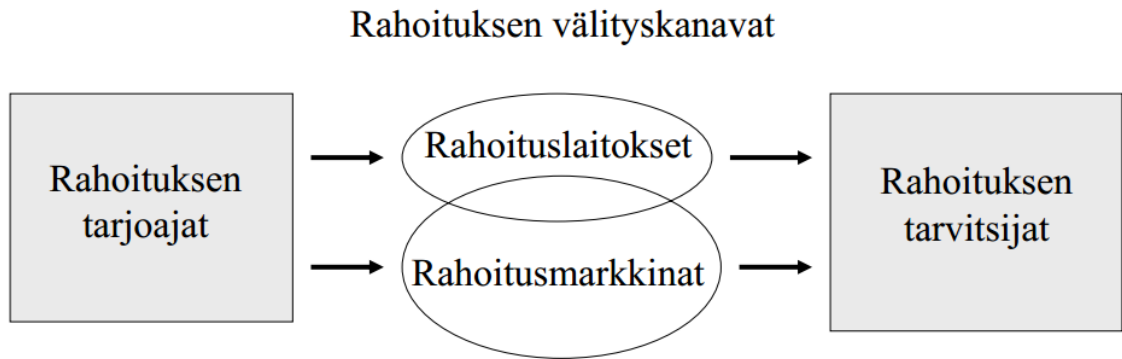 Rahoituksen välityskanavat
Rahoituksen
tarjoajat
Rahoituslaitokset
Rahoitusmarkkinat
Rahoituksen
tarvitsijat